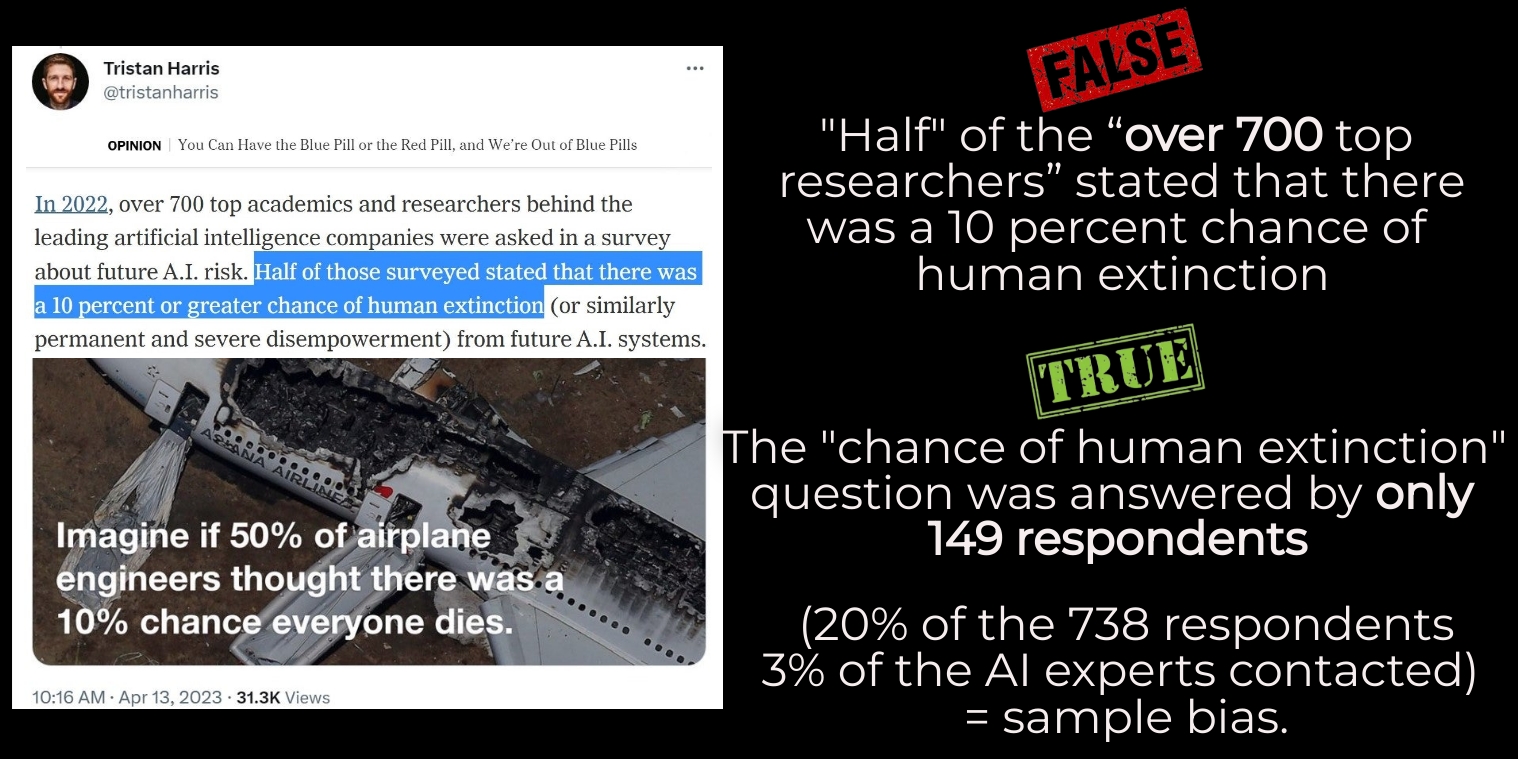 Tristan Harris
@tristanharris
OPINION | You Can Have the Blue Pill or the Red Pill, and We're Out of Blue Pills
In 2022, over 700 top academics and researchers behind the
leading artificial intelligence companies were asked in a survey
about future A.I. risk. Half of those surveyed stated that there was
a 10 percent or greater chance of human extinction (or similarly
permanent and severe disempowerment) from future A.I. systems.
ASIANA AIRLINES
Imagine if 50% of airplane
engineers thought there was a
10% chance everyone dies.
10:16 AM · Apr 13, 2023 · 31.3K Views
FALSE
"Half" of the “over 700 top
researchers” stated that there
was a 10 percent chance of
human extinction
TRUE
The "chance of human extinction"
question was answered by only
149 respondents
(20% of the 738 respondents
3% of the AI experts contacted)
= sample bias.